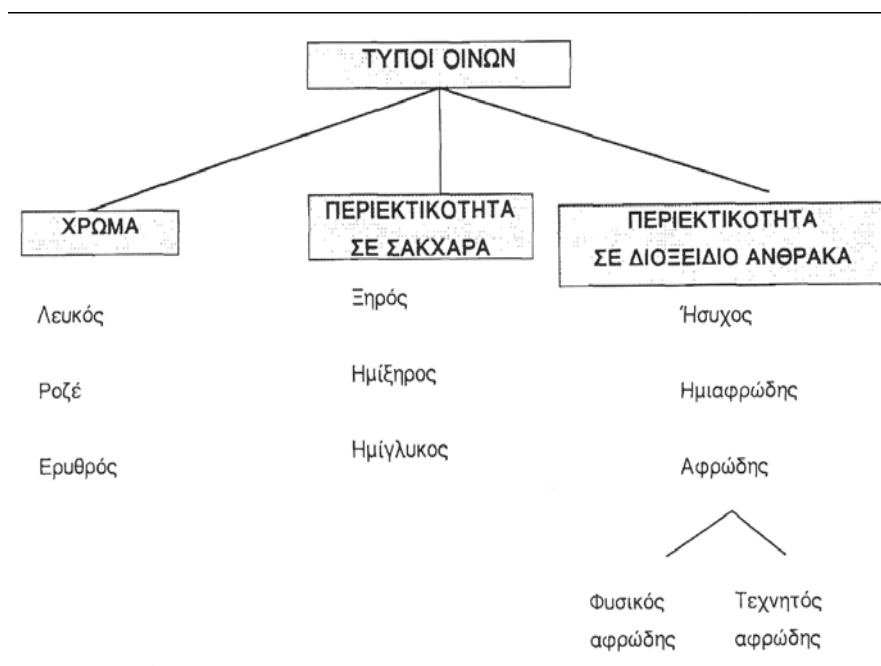 ΤΥΠΟΙ ΟΙΝΩΝ
ΧΡΩΜΑ
Λευκός
Ροζέ
Ερυθρός
ΠΕΡΙΕΚΤΙΚΟΤΗΤΑ
ΣΕ ΣΑΚΧΑΡΑ
Ξηρός
Ημίξηρος
Ημίγλυκος
ΠΕΡΙΕΚΤΙΚΟΤΗΤΑ
ΣΕ ΔΙΟΞΕΙΔΙΟ ΑΝΘΡΑΚΑ
Ήσυχος
Ημιαφρώδης
Αφρώδης
Φυσικός
αφρώδης
Τεχνητός
αφρώδης